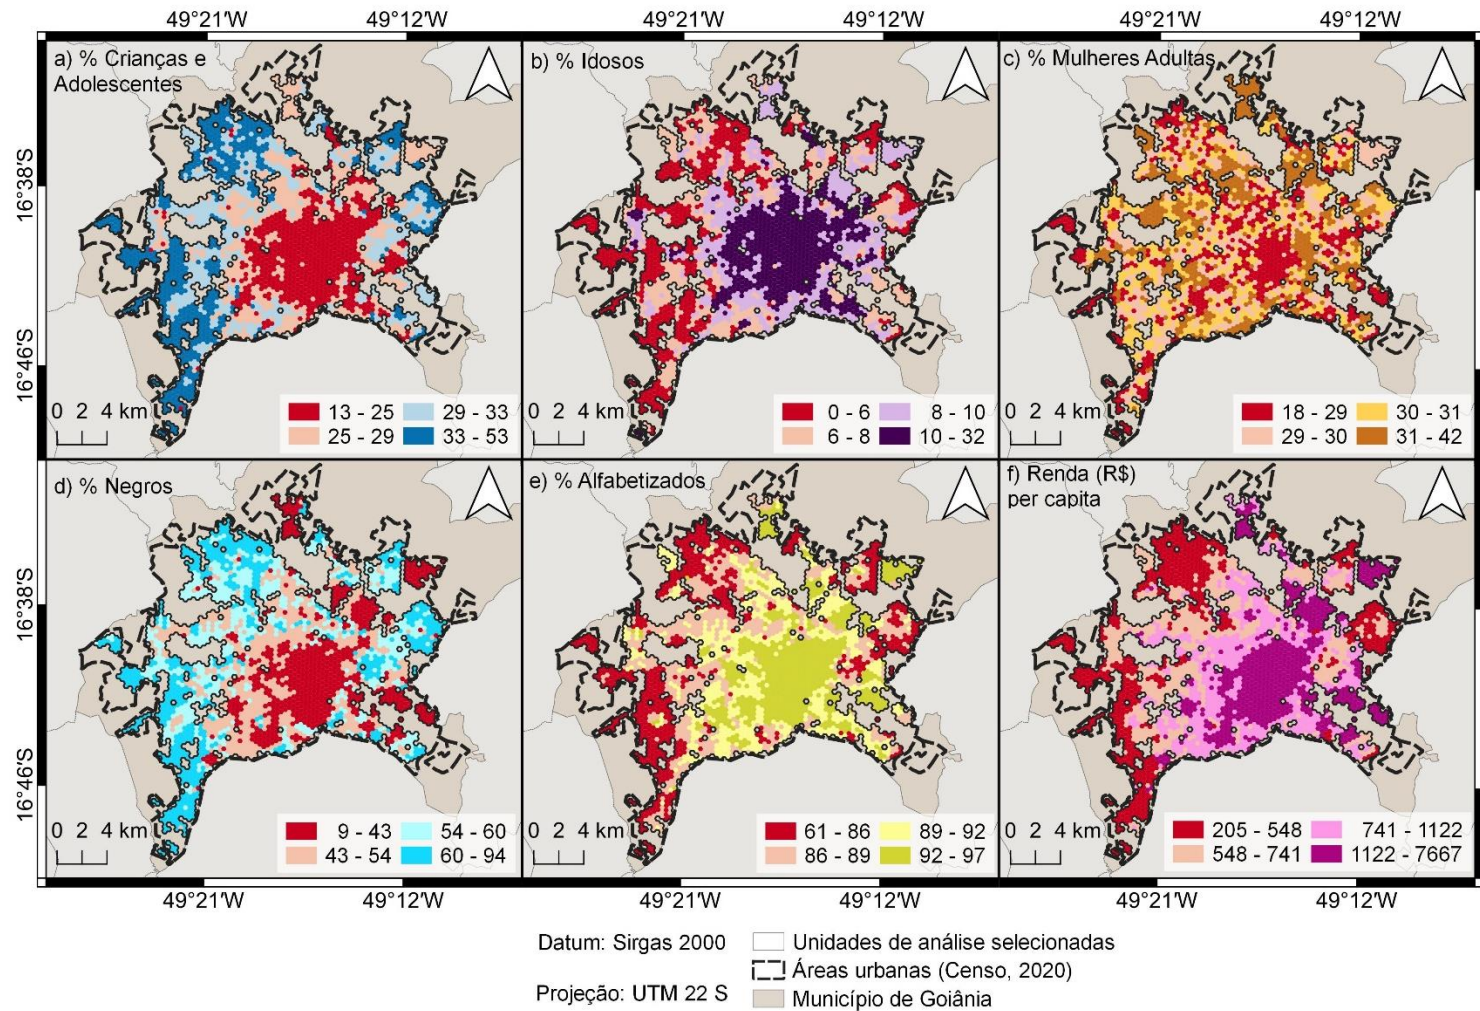 49°21'W
49°12'W
49°21'W
49°12'W
49°21'W
49°12'W
a) % Crianças e
Adolescentes
b) % Idosos
c) % Mulheres Adultas
16°38'S
16°46'S
0 2 4 km
13 - 25
29 - 33
25 - 29
33 - 53
0 2 4 km
0 - 6
8 - 10
6 - 8
10 - 32
0 2 4 km
18 - 29
30 - 31
29 - 30
31 - 42
d) % Negros
e) % Alfabetizados
f) Renda (R$)
per capita
16°38'S
16°46'S
0 2 4 km
9 - 43
54 - 60
43 - 54
60 - 94
0 2 4 km
61 - 86
89 - 92
86 - 89
92 - 97
0 2 4 km
205 - 548
741 - 1122
548 - 741
1122 - 7667
49°21'W
49°12'W
49°21'W
49°12'W
49°21'W
49°12'W
Datum: Sirgas 2000
Projeção: UTM 22 S
Unidades de análise selecionadas
Áreas urbanas (Censo, 2020)
Município de Goiânia